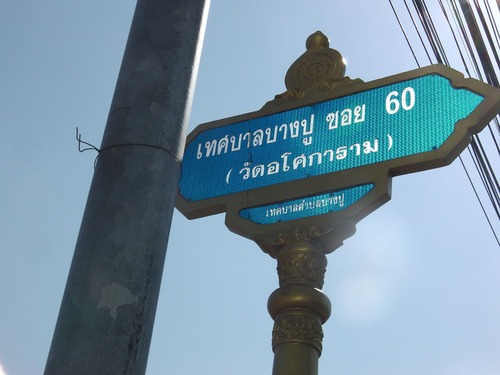 เทศบาลบางปู ซอย 60
(วัดอโศการาม)
เทศบาลตำบลบางปู